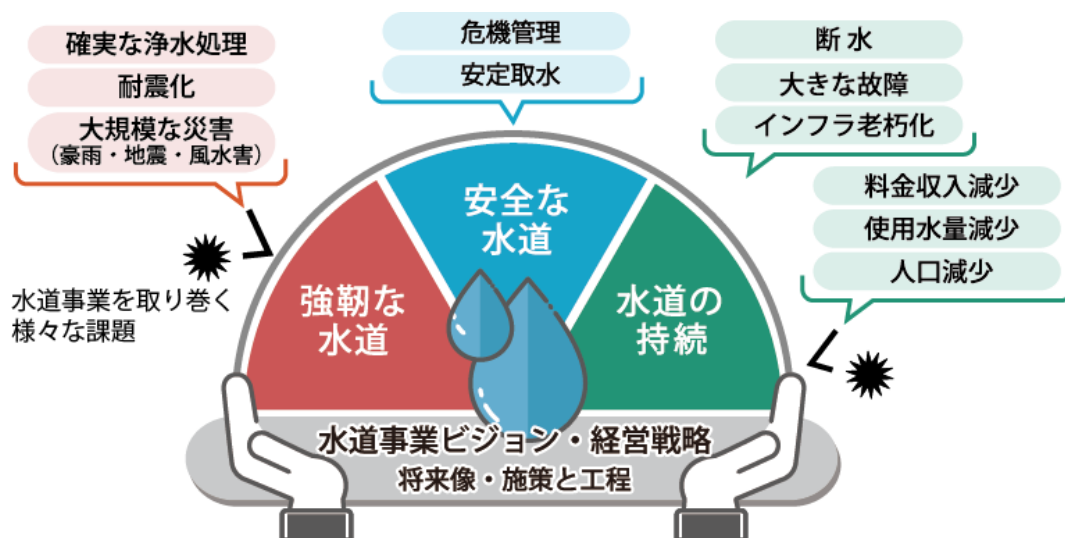 確実な浄水処理
耐震化
大規模な災害
(豪雨・地震・風水害)
危機管理
安定取水
断水
大きな故障
インフラ老朽化
料金収入減少
使用水量減少
人口減少
水道事業を取り巻く
様々な課題
強靭な
水道
安全な
水道
水道の
持続
水道事業ビジョン・経営戦略
将来像・施策と工程